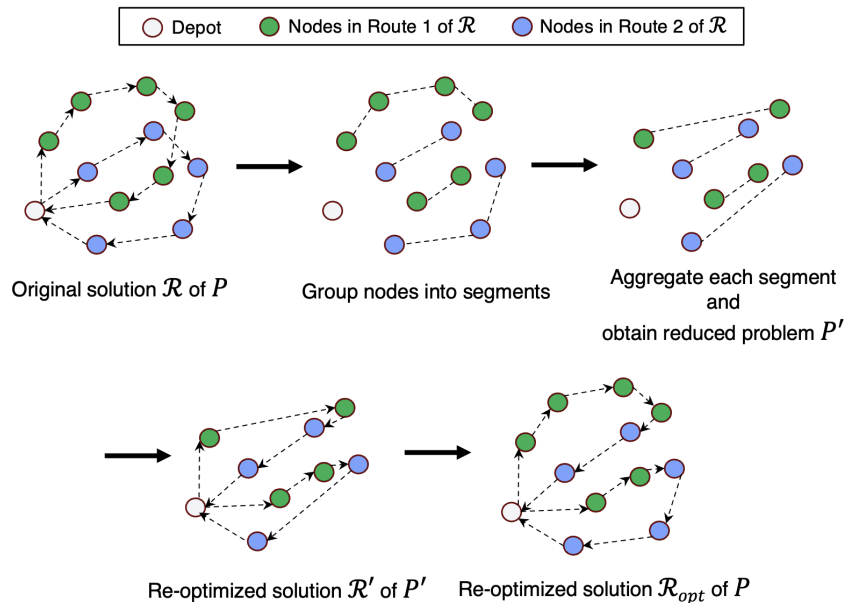 Depot Nodes in Route 1 of ℛ Nodes in Route 2 of ℛ
Original solution ℛ of P
Group nodes into segments
Aggregate each segment
and
obtain reduced problem P′
Re-optimized solution ℛ′ of P′
Re-optimized solution ℛ_opt of P